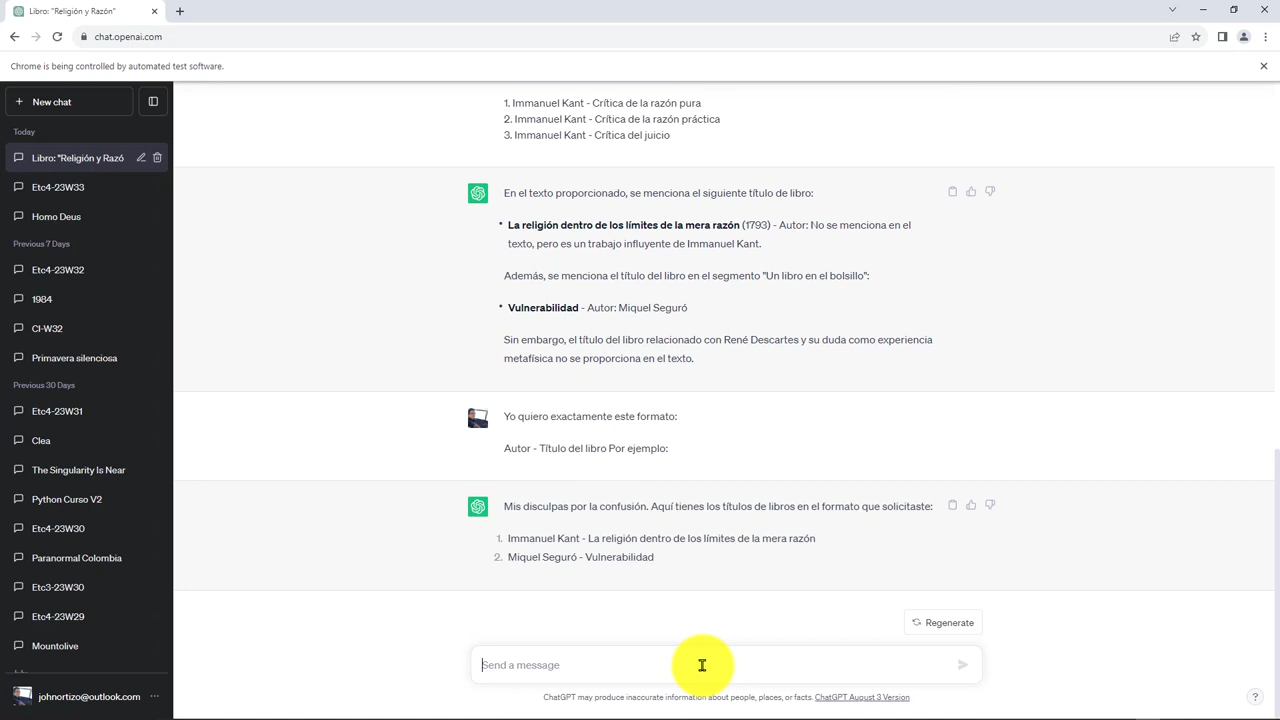 Libro: "Religión y Razón"
chat.openai.com
Chrome is being controlled by automated test software.
New chat
Today
Libro: "Religión y Razó
Etc4-23W33
Homo Deus
Previous 7 Days
Etc4-23W32
1984
CI-W32
Primavera silenciosa
Previous 30 Days
Etc4-23W31
Clea
The Singularity Is Near
Python Curso V2
Etc4-23W30
Paranormal Colombia
Etc3-23W30
Etc4-23W29
Mountolive
johnortizo@outlook.com
1. Immanuel Kant - Crítica de la razón pura
2. Immanuel Kant - Crítica de la razón práctica
3. Immanuel Kant - Crítica del juicio
En el texto proporcionado, se menciona el siguiente título de libro:
• La religión dentro de los límites de la mera razón (1793) - Autor: No se menciona en el
texto, pero es un trabajo influyente de Immanuel Kant.
Además, se menciona el título del libro en el segmento "Un libro en el bolsillo":
• Vulnerabilidad - Autor: Miquel Seguró
Sin embargo, el título del libro relacionado con René Descartes y su duda como experiencia
metafísica no se proporciona en el texto.
Yo quiero exactamente este formato:
Autor - Título del libro Por ejemplo:
Mis disculpas por la confusión. Aquí tienes los títulos de libros en el formato que solicitaste:
1. Immanuel Kant - La religión dentro de los límites de la mera razón
2. Miquel Seguró - Vulnerabilidad
Regenerate
Send a message
ChatGPT may produce inaccurate information about people, places, or facts. ChatGPT August 3 Version
?